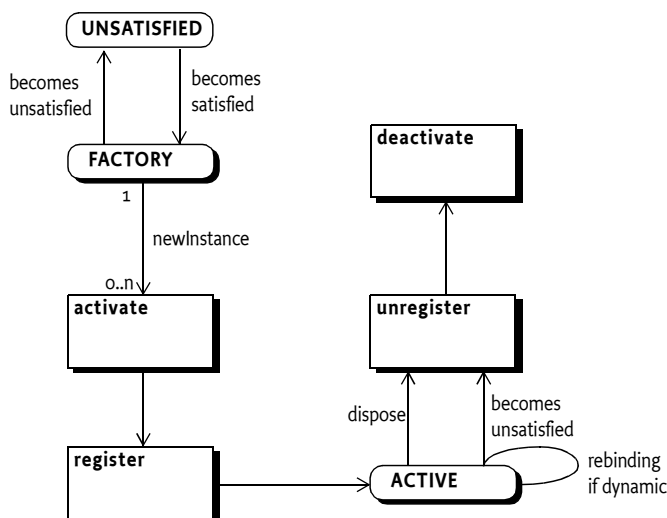 UNSATISFIED
becomes
unsatisfied
becomes
satisfied
FACTORY
1
newInstance
0..n
activate
register
deactivate
unregister
dispose
becomes
unsatisfied
ACTIVE
rebinding
if dynamic